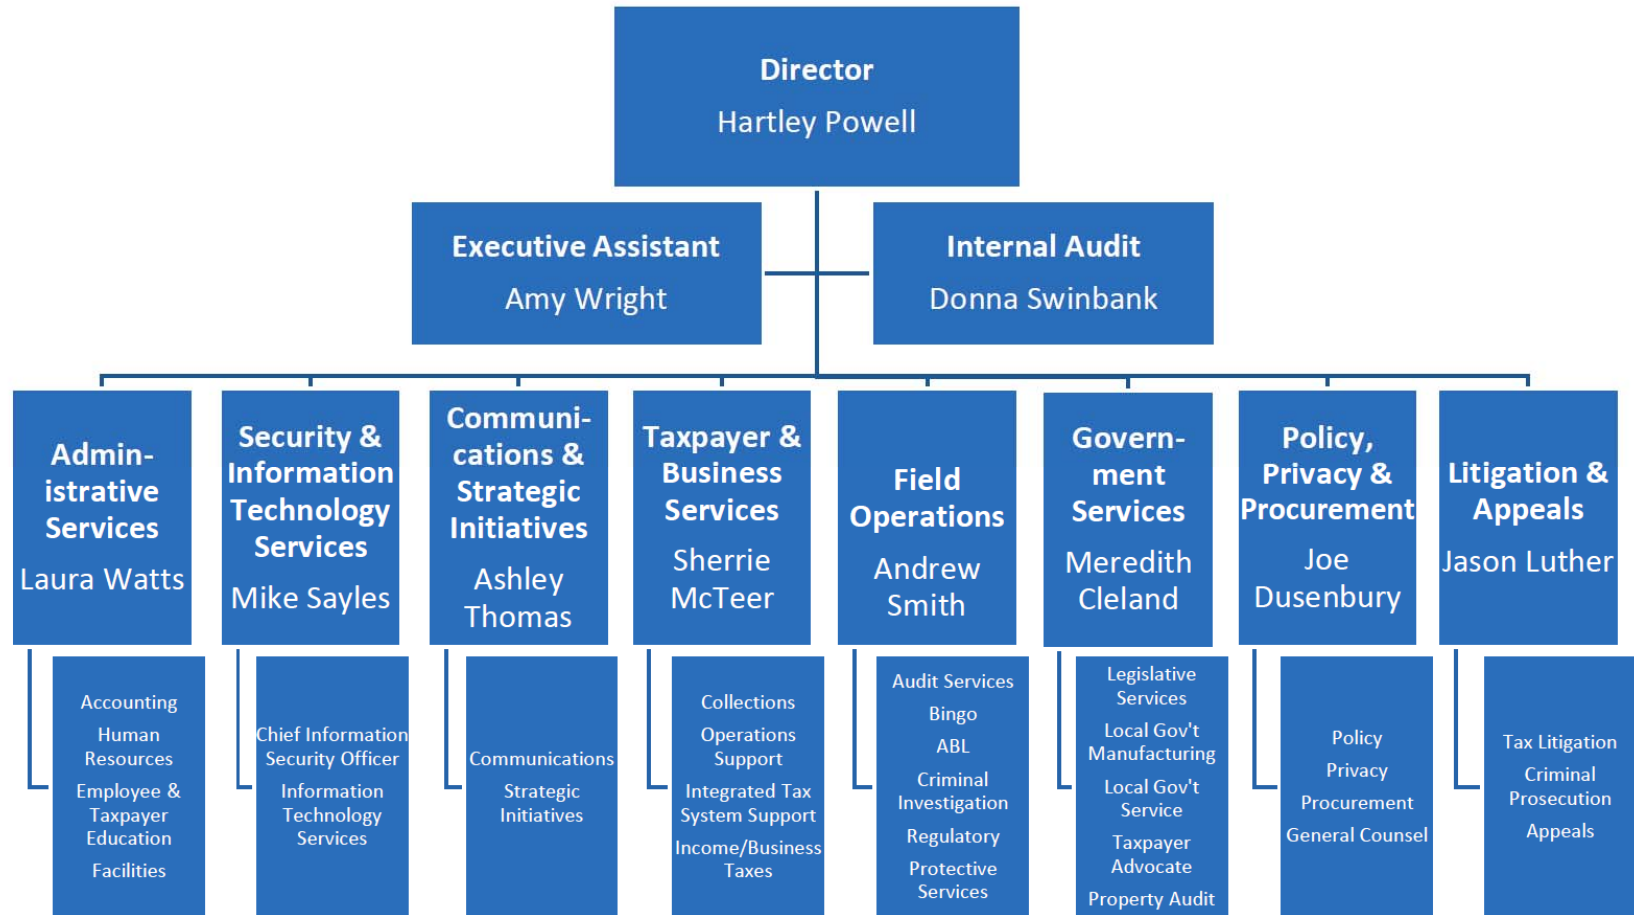 Director
Hartley Powell
Executive Assistant
Amy Wright
Internal Audit
Donna Swinbank
Admin-
istrative
Services
Laura Watts
Security &
Information
Technology
Services
Mike Sayles
Communi-
cations &
Strategic
Initiatives
Ashley
Thomas
Taxpayer &
Business
Services
Sherrie
McTeer
Field
Operations
Andrew
Smith
Govern-
ment
Services
Meredith
Cleland
Policy,
Privacy &
Procurement
Joe
Dusenbury
Litigation &
Appeals
Jason Luther
Accounting
Human
Resources
Employee &
Taxpayer
Education
Facilities
Chief Information
Security Officer
Information
Technology
Services
Communications
Strategic
Initiatives
Collections
Operations
Support
Integrated Tax
System Support
Income/Business
Taxes
Audit Services
Bingo
ABL
Criminal
Investigation
Regulatory
Protective
Services
Legislative
Services
Local Gov't
Manufacturing
Local Gov't
Service
Taxpayer
Advocate
Property Audit
Policy
Privacy
Procurement
General Counsel
Tax Litigation
Criminal
Prosecution
Appeals